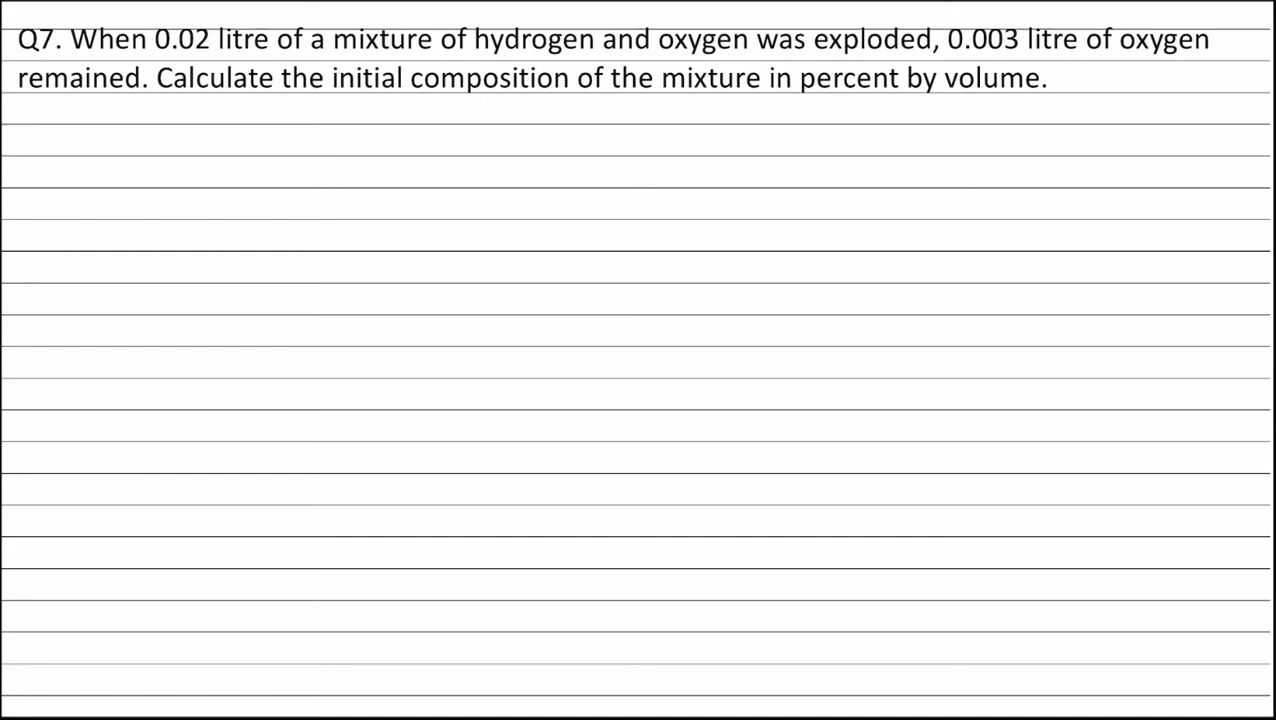 Q7. When 0.02 litre of a mixture of hydrogen and oxygen was exploded, 0.003 litre of oxygen
remained. Calculate the initial composition of the mixture in percent by volume.